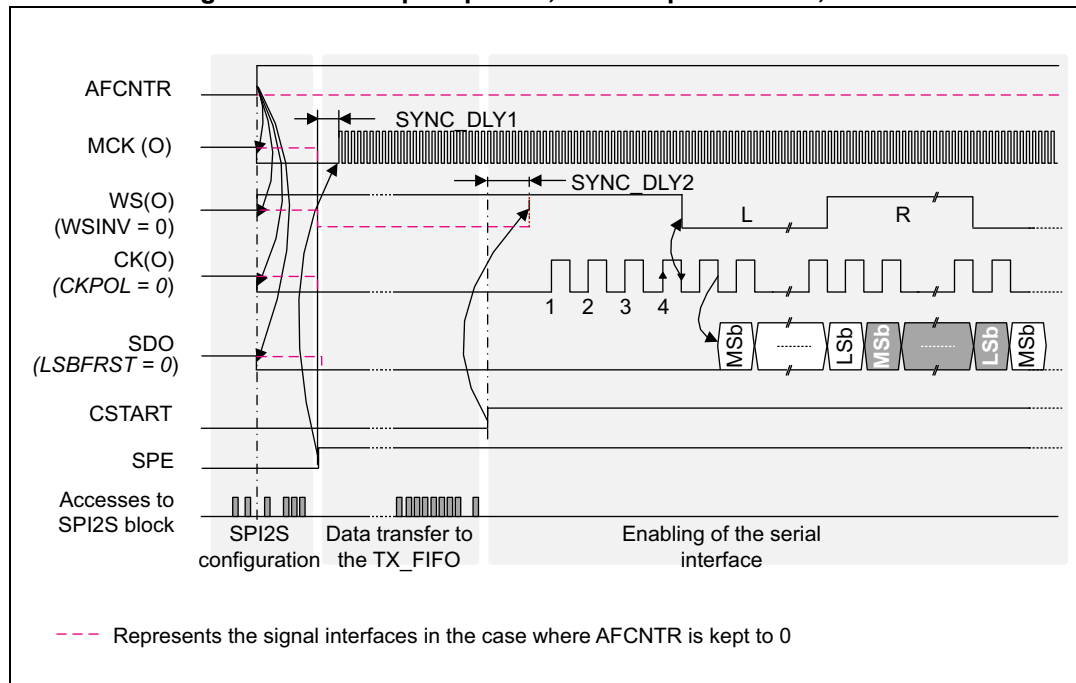 AFCNTR
SYNC_DLY1
MCK (O)
SYNC_DLY2
WS(O)
(WSINV = 0)
L
R
CK(O)
(CKPOL = 0)
1 2 3 4
SDO
(LSBFRST = 0)
MSb
LSb
MSb
LSb
MSb
CSTART
SPE
Accesses to
SPI2S block
SPI2S
configuration
Data transfer to
the TX_FIFO
Enabling of the serial
interface
Represents the signal interfaces in the case where AFCNTR is kept to 0